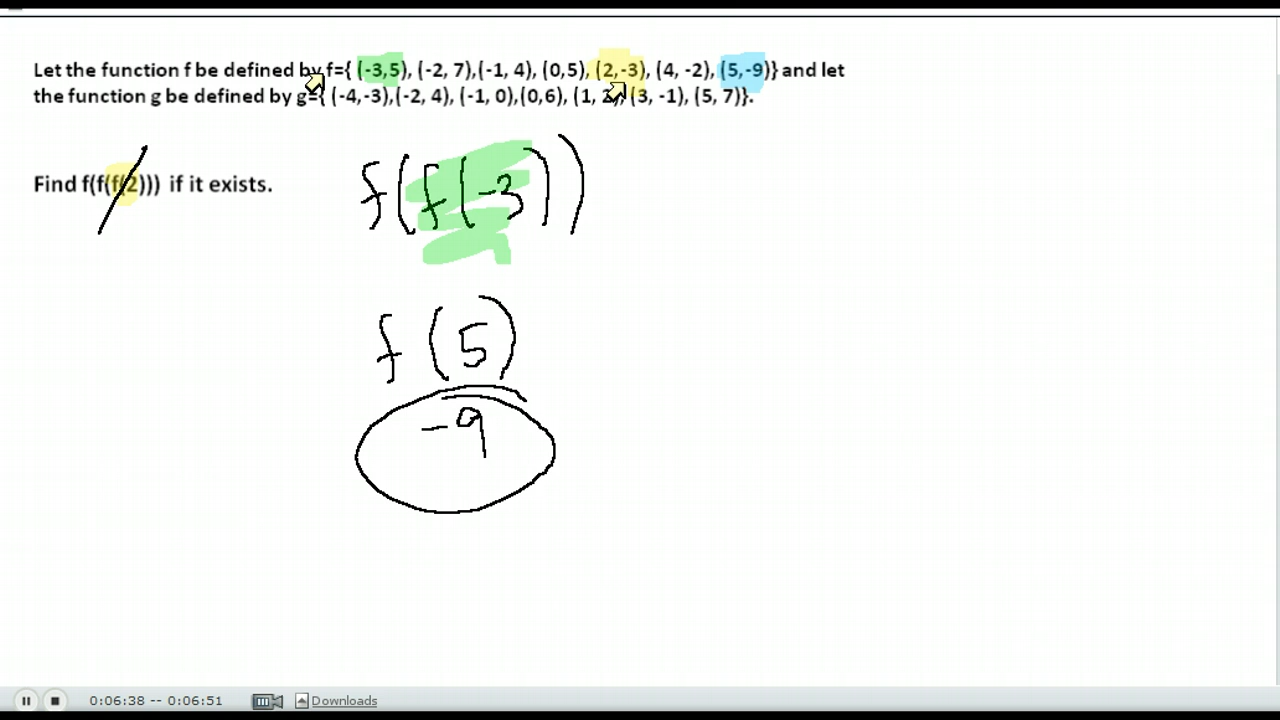 Let the function f be defined by f={ (-3,5), (-2, 7),(-1, 4), (0,5), (2,-3), (4, -2), (5,-9)} and let
the function g be defined by g={ (-4,-3),(-2, 4), (-1, 0),(0,6), (1, 2), (3, -1), (5, 7)}.
Find f(f(f(2))) if it exists.
f(f(-3))
f(5)
-9
0:06:38 -- 0:06:51 Downloads